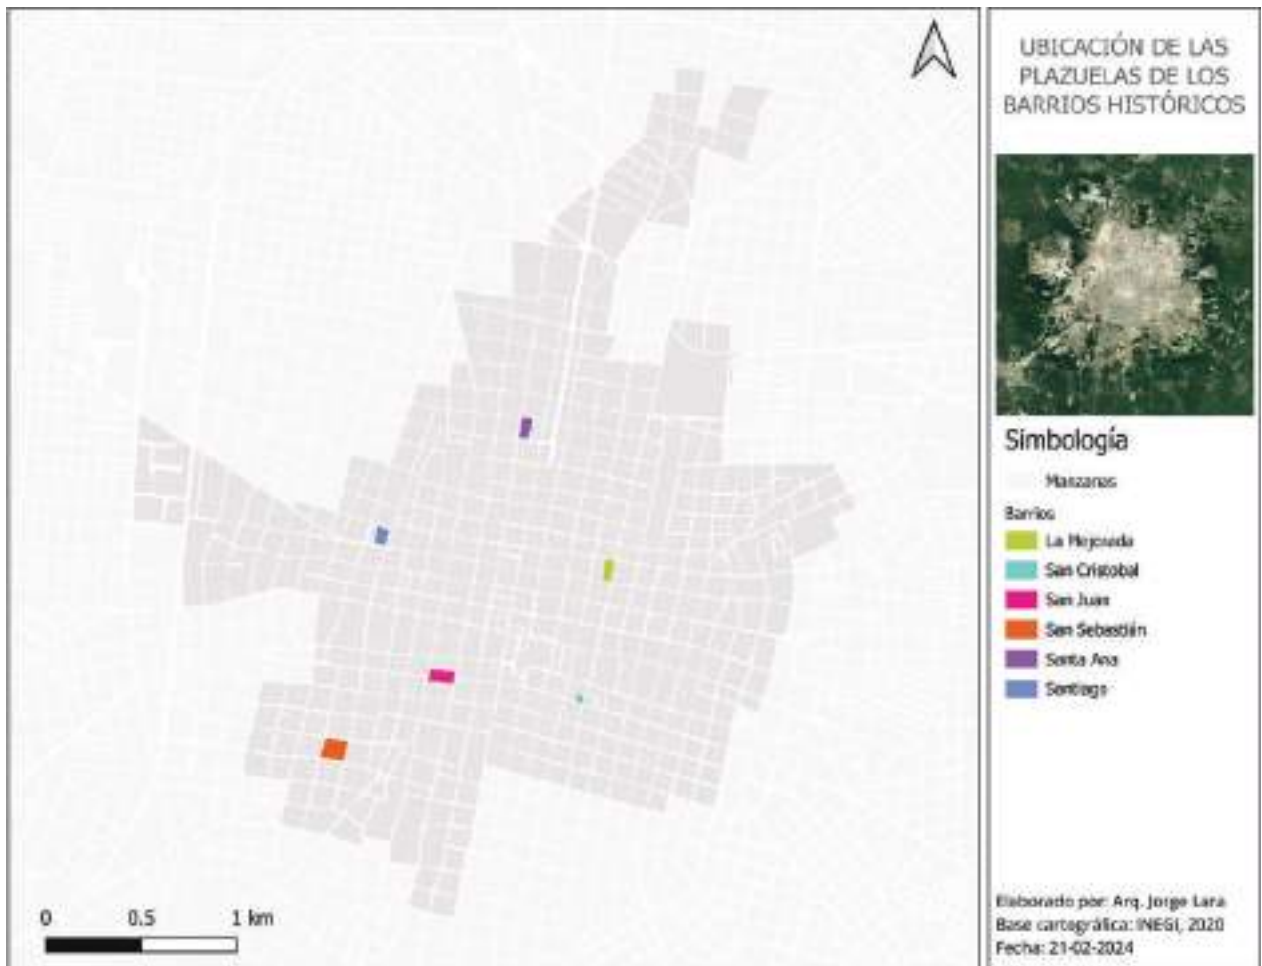 UBICACIÓN DE LAS
PLAZUELAS DE LOS
BARRIOS HISTÓRICOS
Simbología
Manzanas
Barrios
La Mejorada
San Cristobal
San Juan
San Sebastián
Santa Ana
Santiago
0 0.5 1 km
Elaborado por: Arq. Jorge Lara
Base cartográfica: INEGI, 2020
Fecha: 21-02-2024